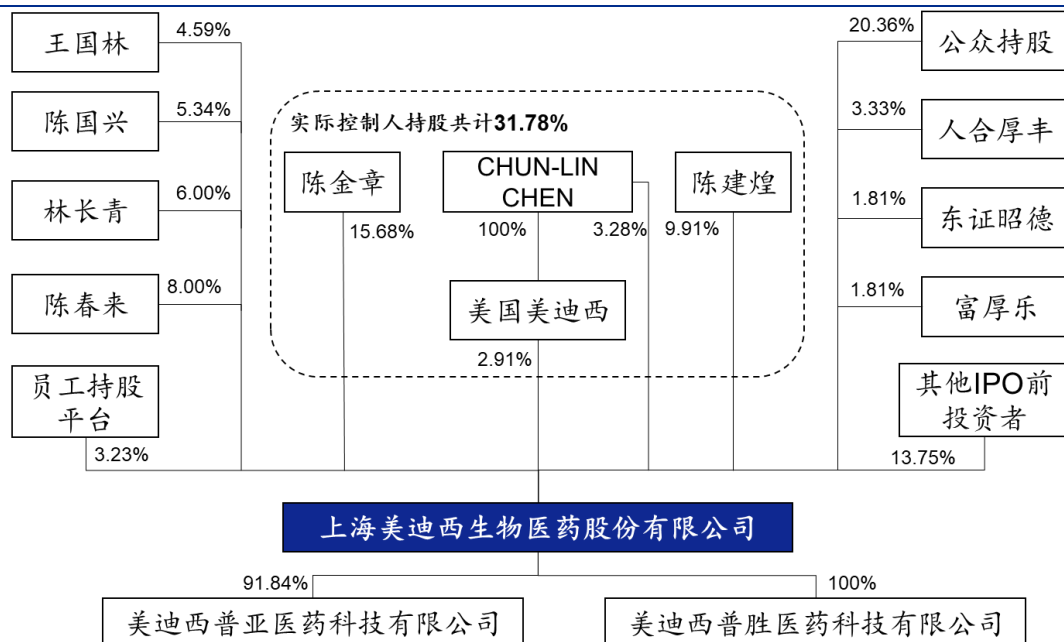 王国林
4.59%
20.36%
公众持股
陈国兴
5.34%
3.33%
人合厚丰
实际控制人持股共计31.78%
陈金章
CHUN-LIN
CHEN
陈建煌
林长青
6.00%
15.68%
100%
3.28%
9.91%
1.81%
东证昭德
陈春来
8.00%
美国美迪西
1.81%
富厚乐
2.91%
员工持股
平台
其他IPO前
投资者
3.23%
13.75%
上海美迪西生物医药股份有限公司
91.84%
100%
美迪西普亚医药科技有限公司
美迪西普胜医药科技有限公司